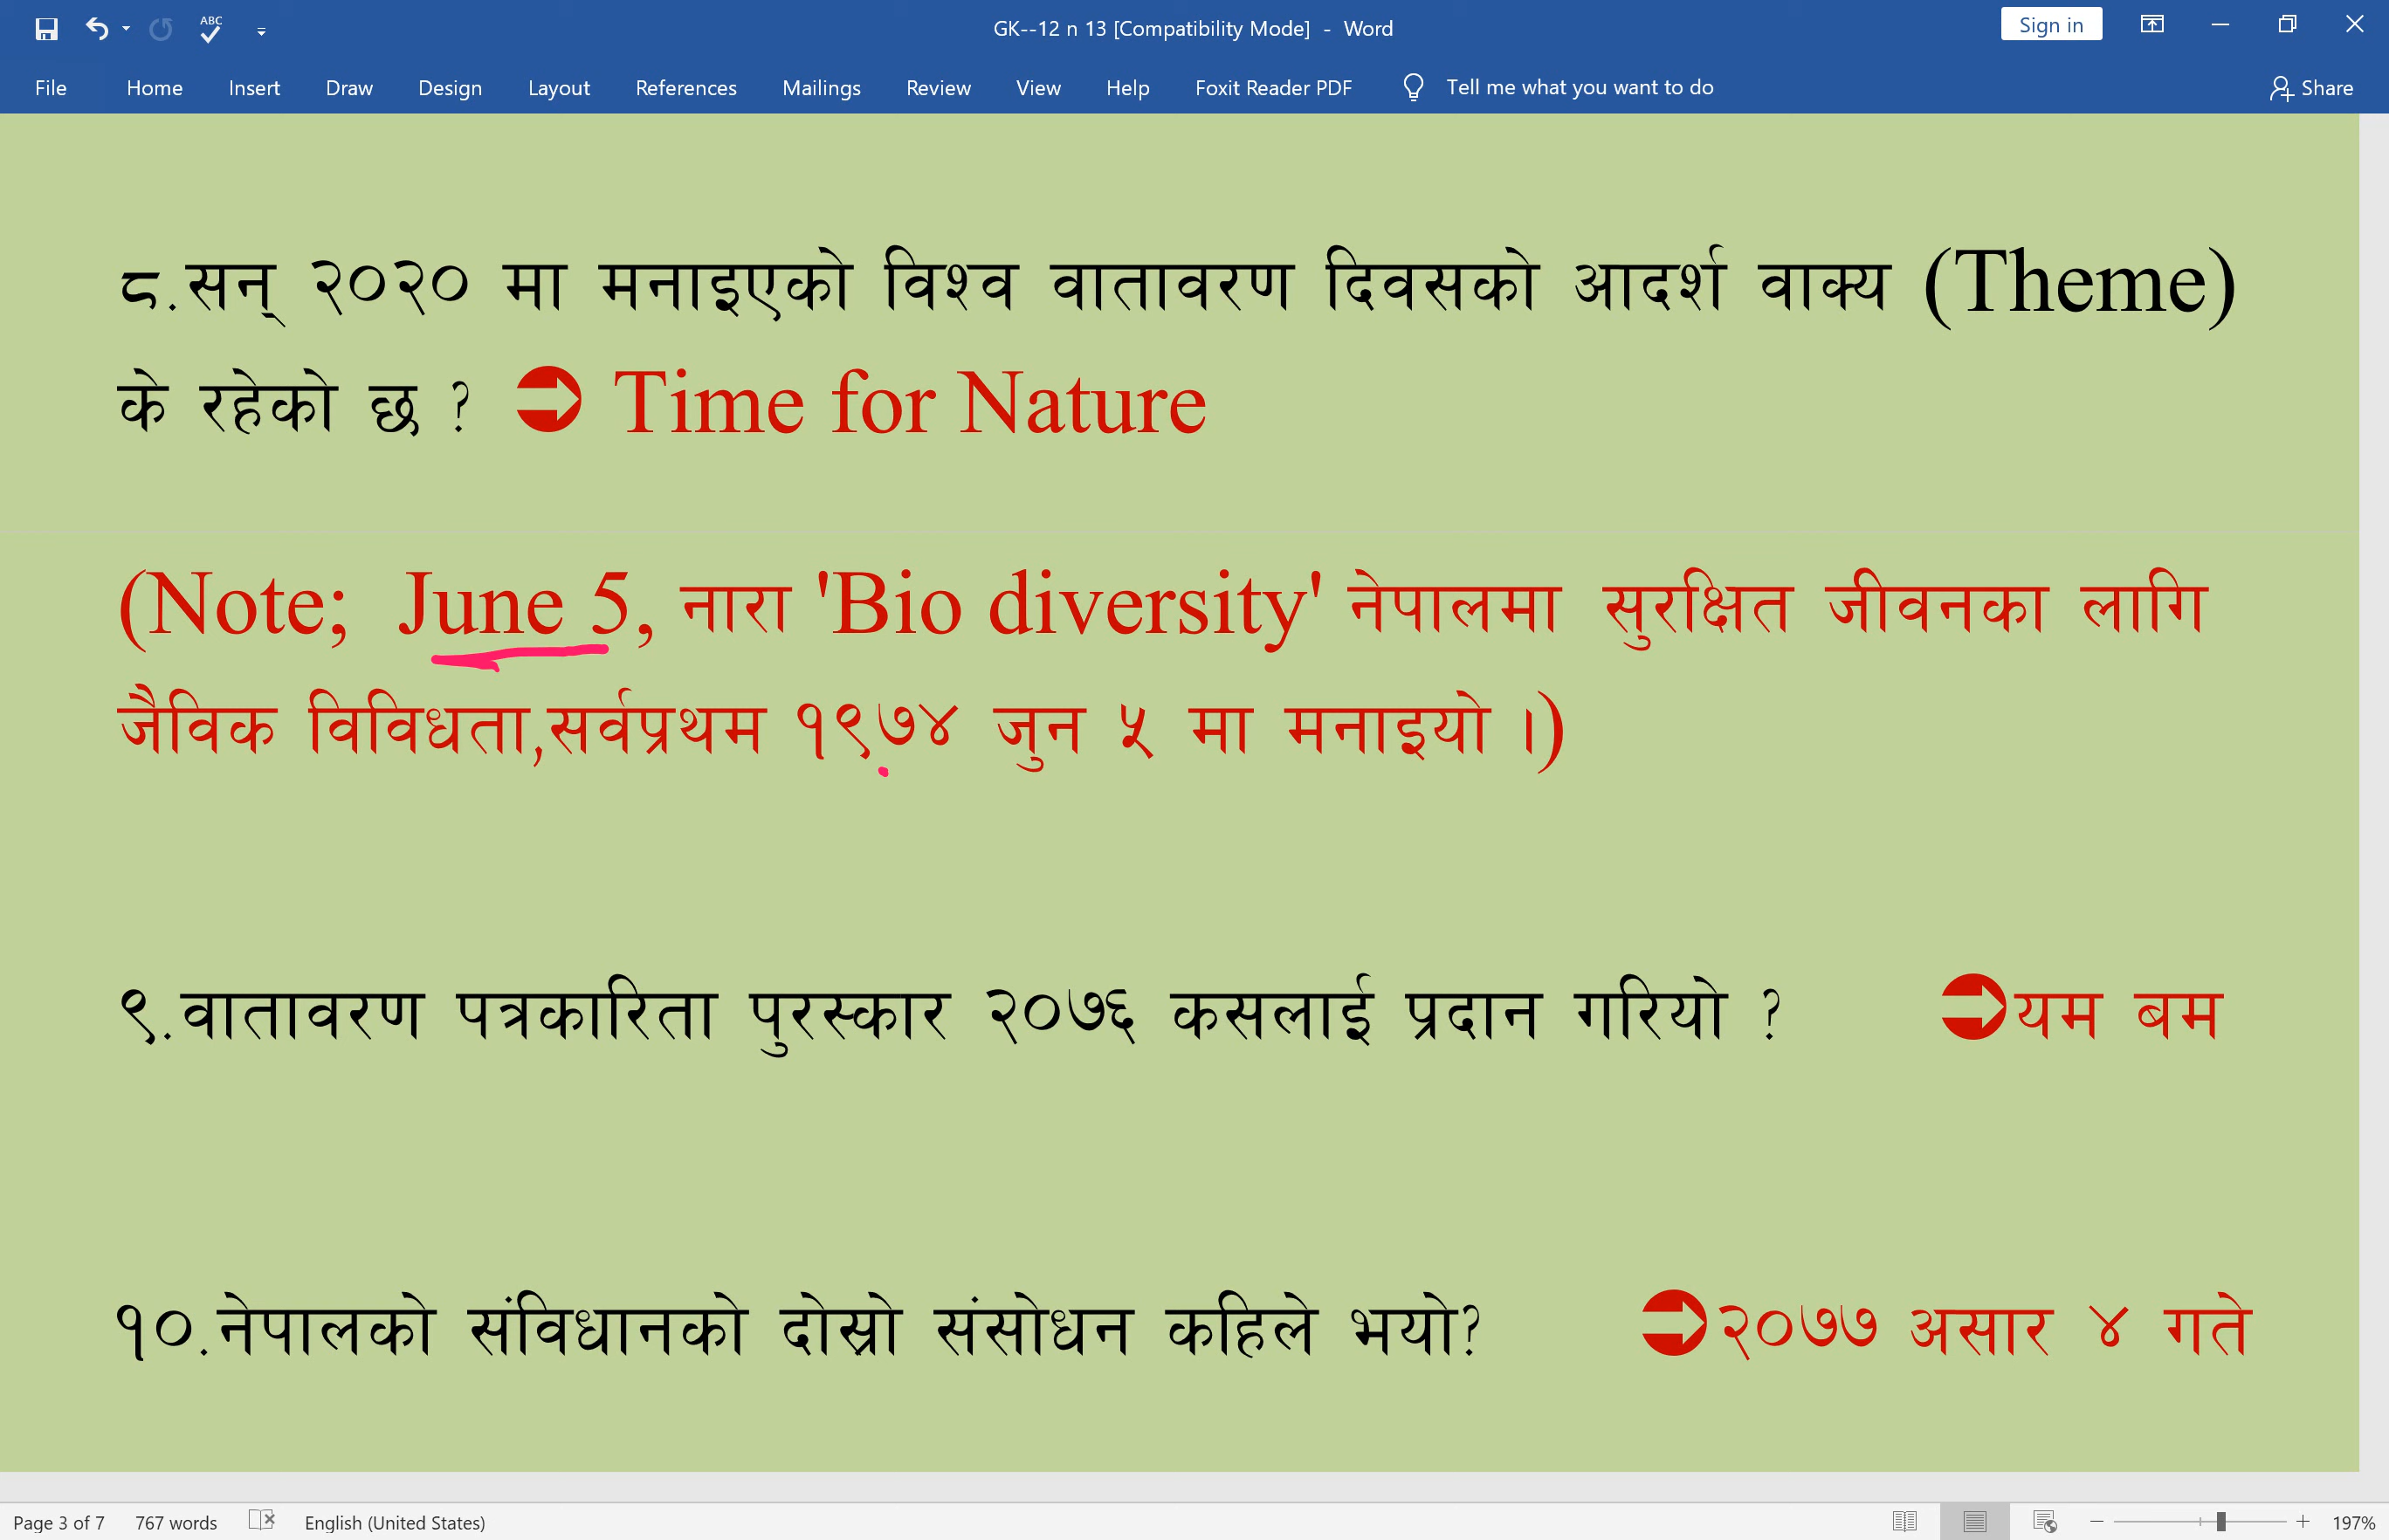 ABC
GK--12 n 13 [Compatibility Mode] - Word
Sign in
File Home Insert Draw Design Layout References Mailings Review View Help Foxit Reader PDF Tell me what you want to do Share
८.सन् २०२० मा मनाइएको विश्व वातावरण दिवसको आदर्श वाक्य (Theme)
के रहेको छ ? ➲ Time for Nature
(Note; June 5, नारा 'Bio diversity' नेपालमा सुरक्षित जीवनका लागि
जैविक विविधता,सर्वप्रथम १९७४ जुन ५ मा मनाइयो ।)
९.वातावरण पत्रकारिता पुरस्कार २०७६ कसलाई प्रदान गरियो ? ➲यम बम
१०.नेपालको संविधानको दोस्रो संसोधन कहिले भयो? ➲२०७७ असार ४ गते
Page 3 of 7 767 words English (United States) 197%